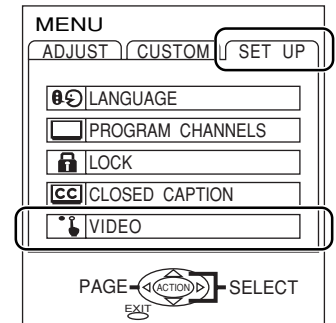 MENU
ADJUST CUSTOM SET UP
LANGUAGE
PROGRAM CHANNELS
LOCK
CC CLOSED CAPTION
VIDEO
PAGE ACTION SELECT
EXIT